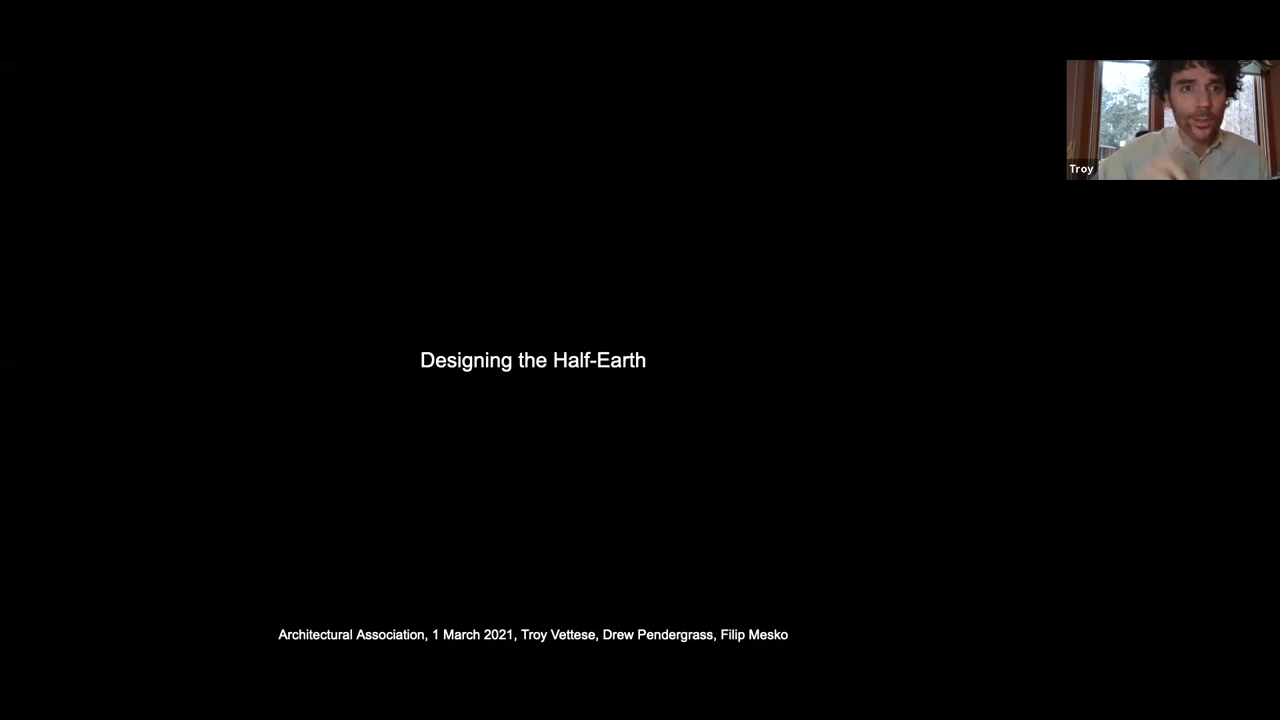 Troy
Designing the Half-Earth
Architectural Association, 1 March 2021, Troy Vettese, Drew Pendergrass, Filip Mesko